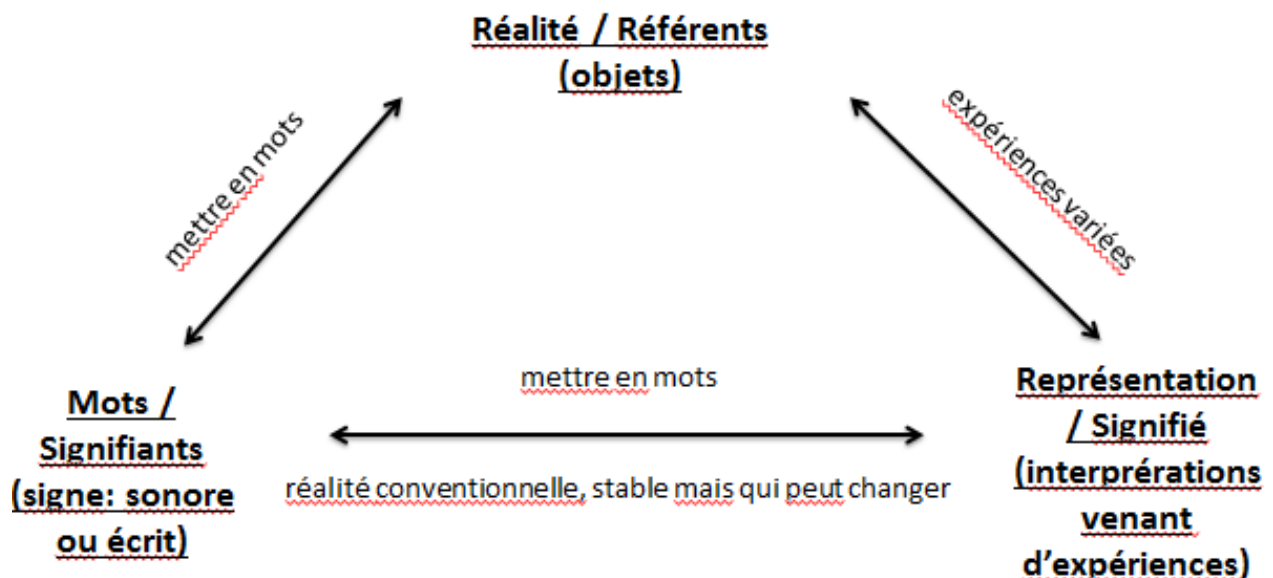 Réalité / Référents
(objets)
mettre en mots
expériences variées
mettre en mots
réalité conventionnelle, stable mais qui peut changer
Mots /
Signifiants
(signe: sonore
ou écrit)
Représentation
/ Signifié
(interprérations
venant
d'expériences)